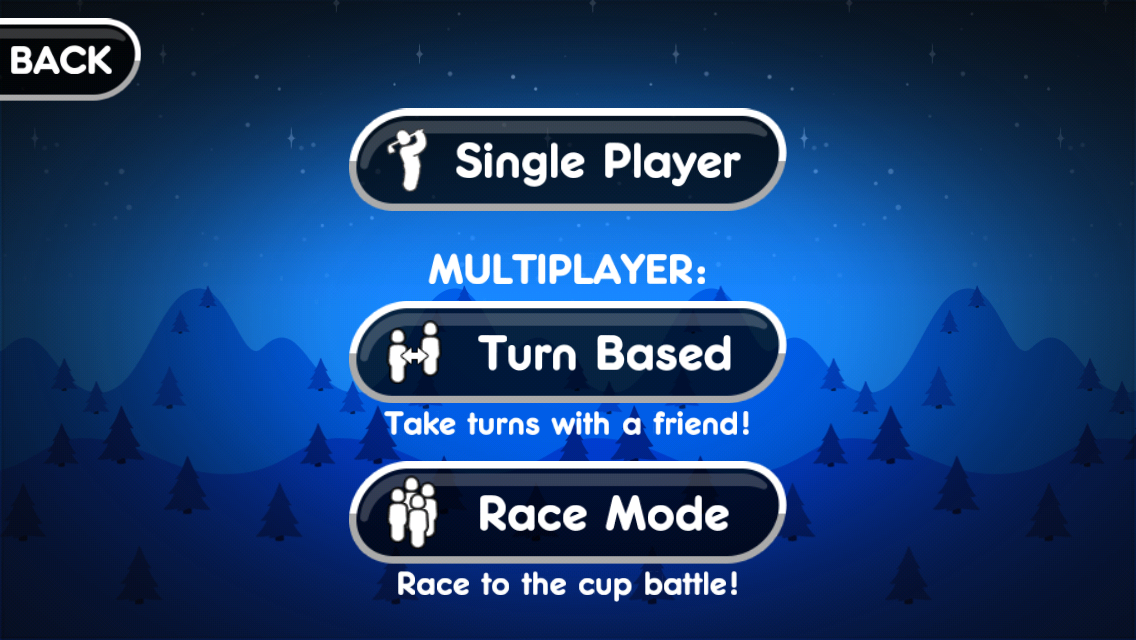 BACK
Single Player
MULTIPLAYER:
Turn Based
Take turns with a friend!
Race Mode
Race to the cup battle!